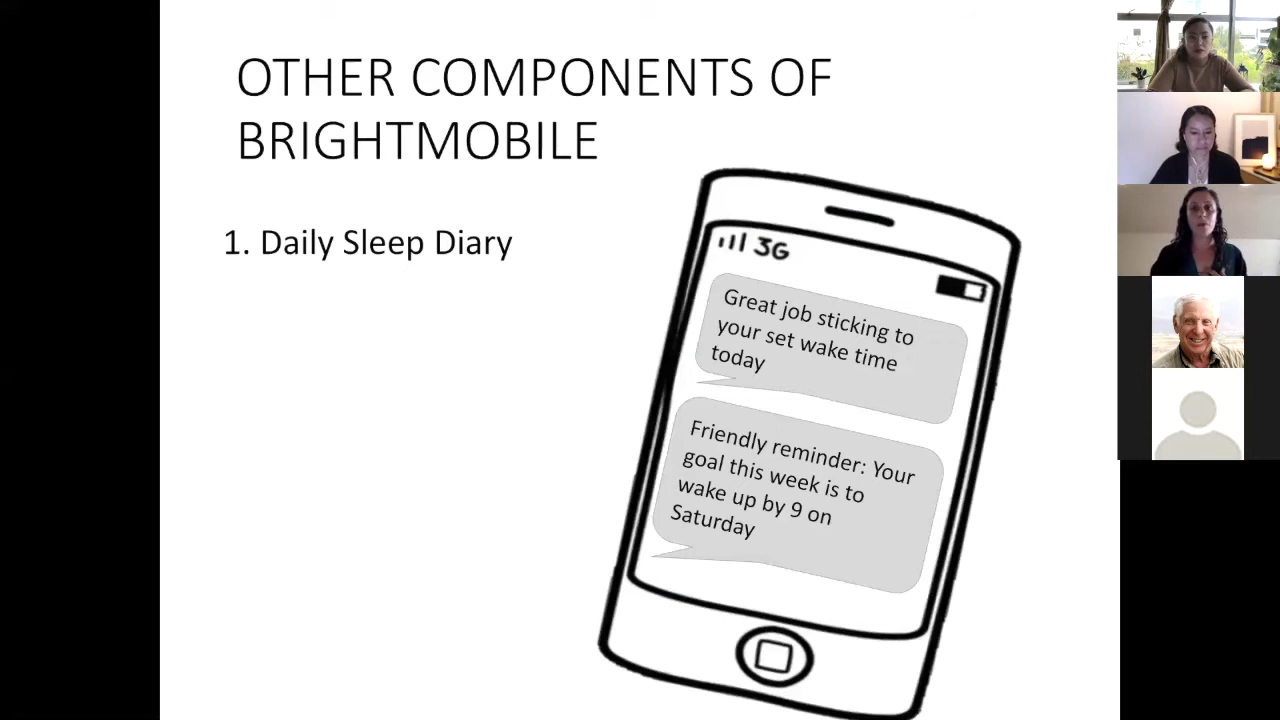 OTHER COMPONENTS OF
BRIGHTMOBILE
1. Daily Sleep Diary
3G
Great job sticking to
your set wake time
today
Friendly reminder: Your
goal this week is to
wake up by 9 on
Saturday